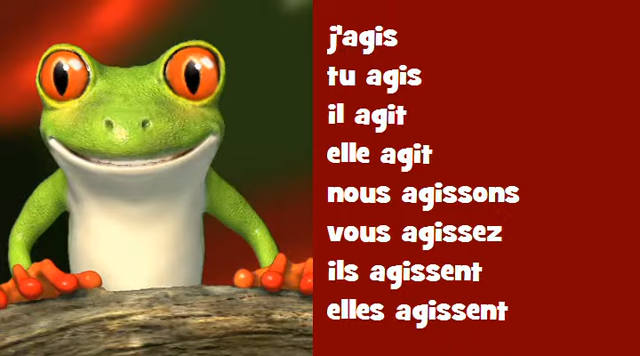 j'agis
tu agis
il agit
elle agit
nous agissons
vous agissez
ils agissent
elles agissent